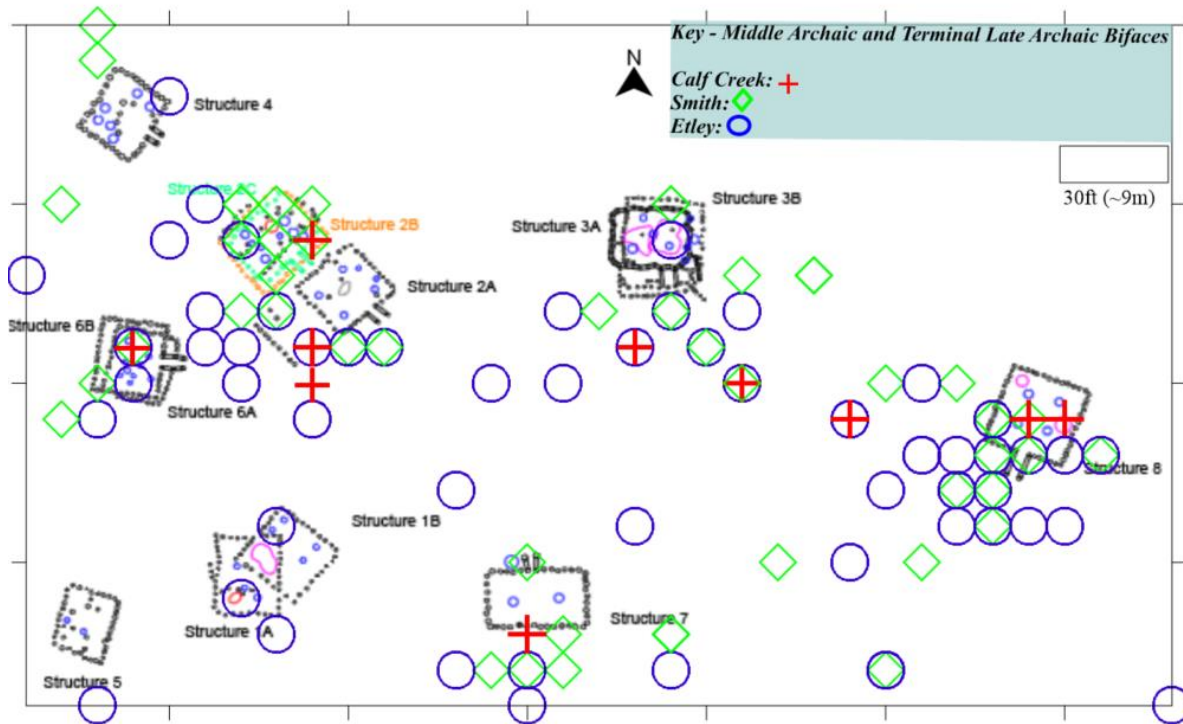 Key - Middle Archaic and Terminal Late Archaic Bifaces
N
Calf Creek:
Smith:
Etley:
Structure 4
30ft (~9m)
Structure 2C
Structure 3B
Structure 2B
Structure 3A
Structure 2A
Structure 6B
Structure 6A
Structure 8
Structure 1B
Structure 7
Structure 1A
Structure 5